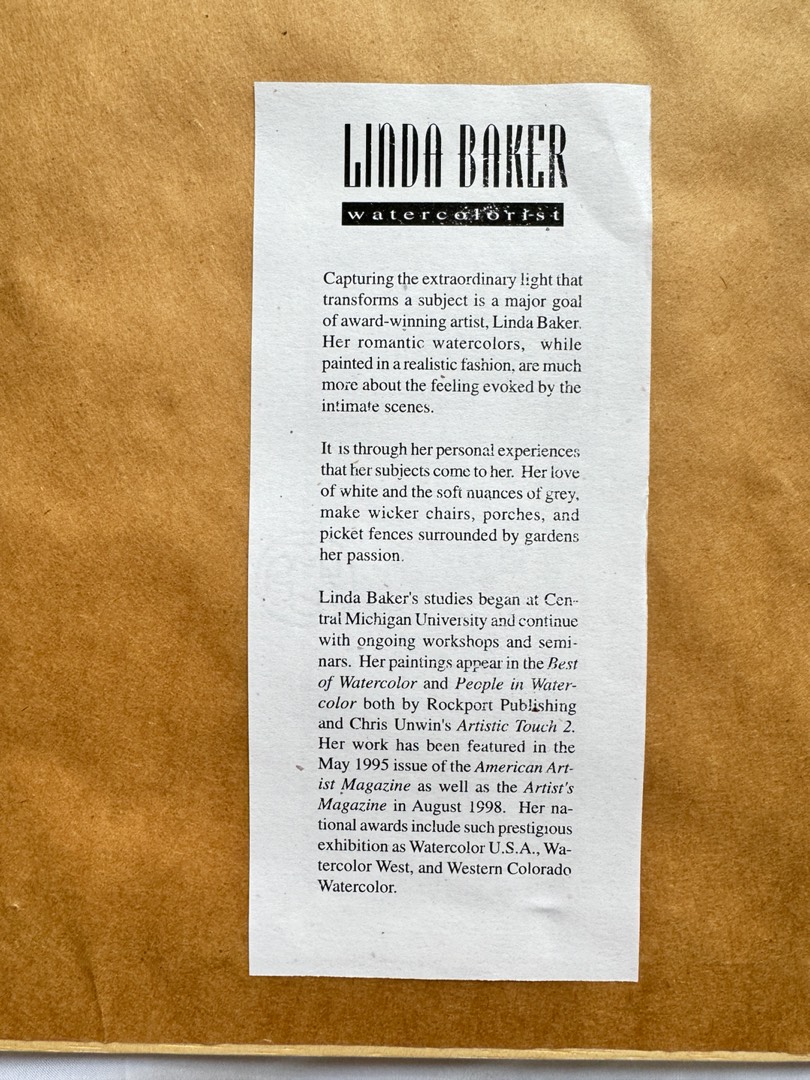 LINDA BAKER
watercolorist
Capturing the extraordinary light that
transforms a subject is a major goal
of award-winning artist, Linda Baker.
Her romantic watercolors, while
painted in a realistic fashion, are much
more about the feeling evoked by the
intimate scenes.
It is through her personal experiences
that her subjects come to her. Her love
of white and the soft nuances of grey,
make wicker chairs, porches, and
picket fences surrounded by gardens
her passion.
Linda Baker's studies began at Cen-
tral Michigan University and continue
with ongoing workshops and semi-
nars. Her paintings appear in the Best
of Watercolor and People in Water-
color both by Rockport Publishing
and Chris Unwin's Artistic Touch 2.
Her work has been featured in the
May 1995 issue of the American Art-
ist Magazine as well as the Artist's
Magazine in August 1998. Her na-
tional awards include such prestigious
exhibition as Watercolor U.S.A., Wa-
tercolor West, and Western Colorado
Watercolor.